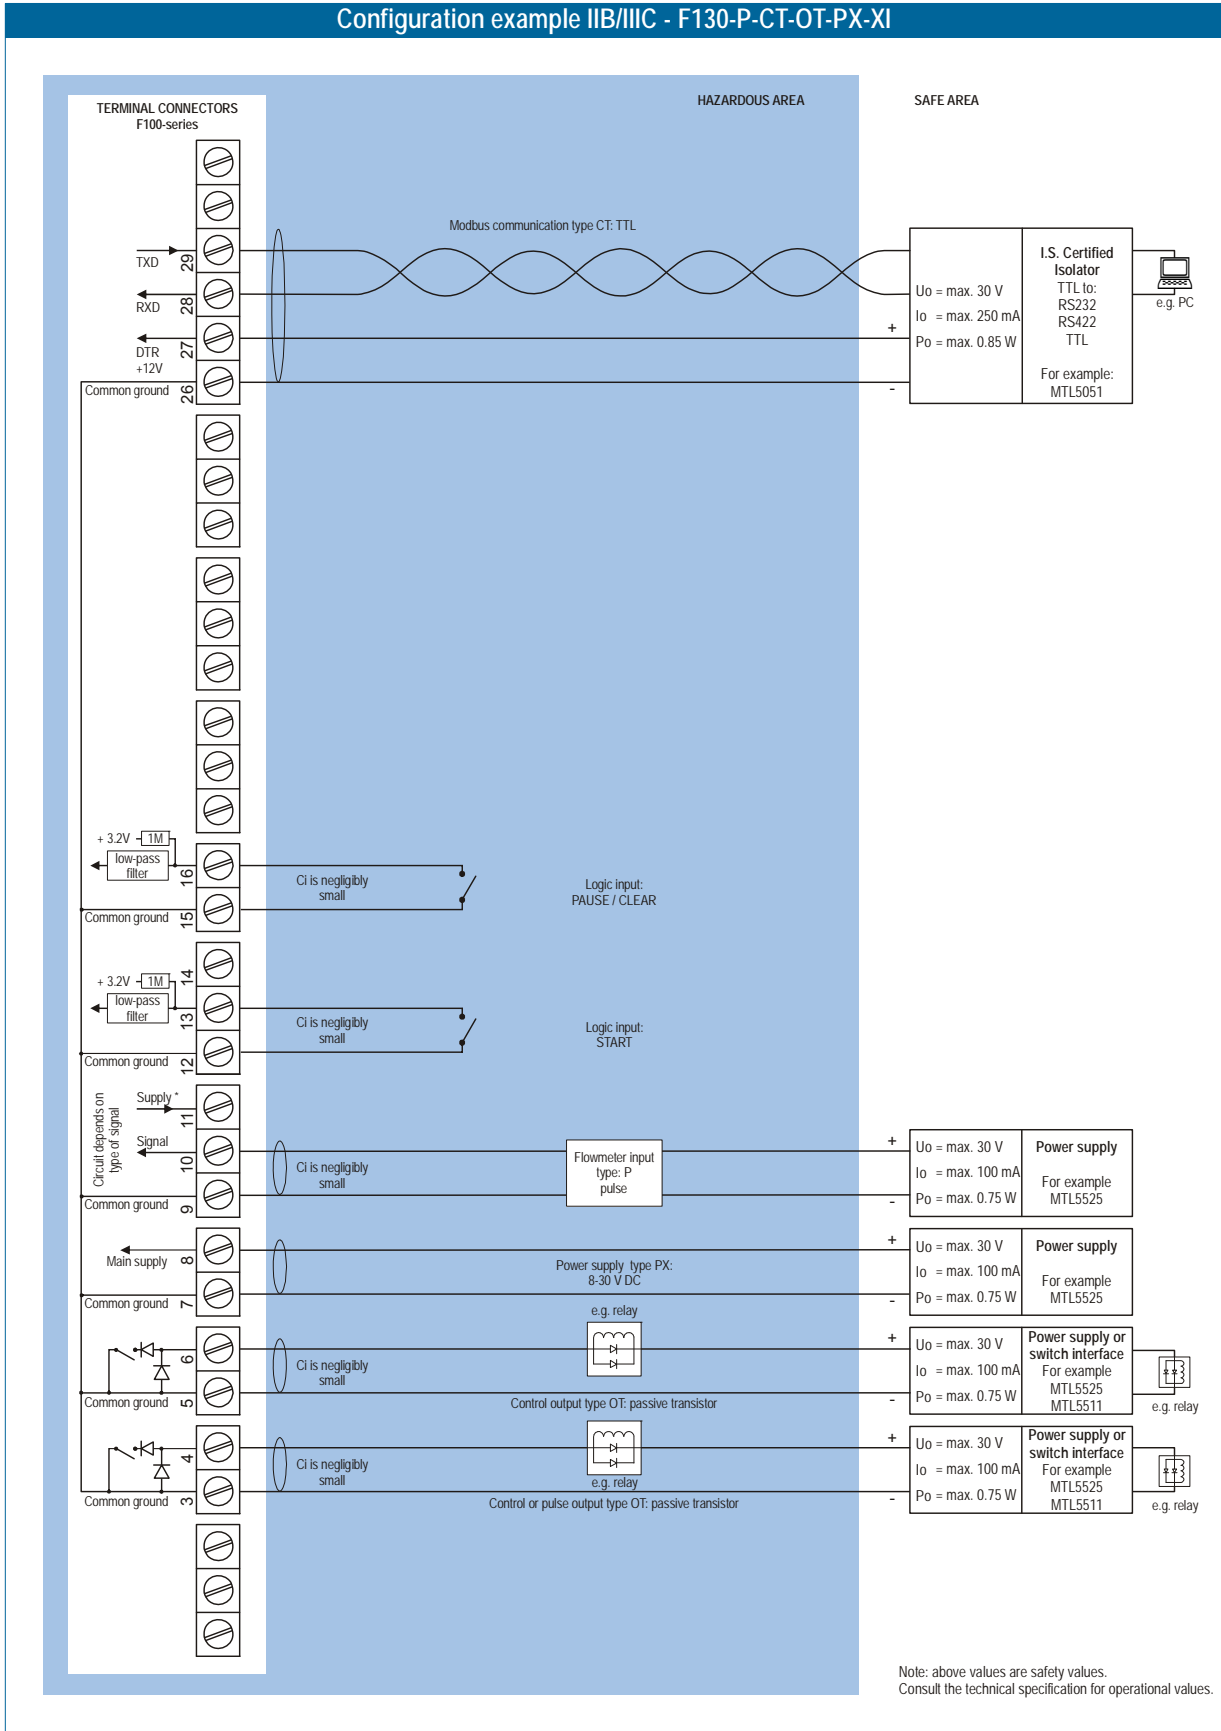 Configuration example IIB/IIIC - F130-P-CT-OT-PX-XI
TERMINAL CONNECTORS
F100-series
HAZARDOUS AREA
SAFE AREA
Modbus communication type CT: TTL
TXD
29
RXD
28
DTR
+12V
27
Common ground
26
+
-
Uo = max. 30 V
Io = max. 250 mA
Po = max. 0.85 W
I.S. Certified
Isolator
TTL to:
RS232
RS422
TTL
For example:
MTL5051
e.g. PC
+ 3.2V
1M
low-pass
filter
16
Common ground
15
Ci is negligibly
small
Logic input:
PAUSE / CLEAR
14
+ 3.2V
1M
low-pass
filter
13
Common ground
12
Ci is negligibly
small
Logic input:
START
Circuit depends on
type of signal
Supply *
11
Signal
10
Common ground
9
Ci is negligibly
small
Flowmeter input
type: P
pulse
+
-
Uo = max. 30 V
Io = max. 100 mA
Po = max. 0.75 W
Power supply
For example
MTL5525
Main supply
8
Common ground
7
Power supply type PX:
8-30 V DC
+
-
Uo = max. 30 V
Io = max. 100 mA
Po = max. 0.75 W
Power supply
For example
MTL5525
6
Common ground
5
Ci is negligibly
small
e.g. relay
Control output type OT: passive transistor
+
-
Uo = max. 30 V
Io = max. 100 mA
Po = max. 0.75 W
Power supply or
switch interface
For example
MTL5525
MTL5511
e.g. relay
4
Common ground
3
Ci is negligibly
small
e.g. relay
Control or pulse output type OT: passive transistor
+
-
Uo = max. 30 V
Io = max. 100 mA
Po = max. 0.75 W
Power supply or
switch interface
For example
MTL5525
MTL5511
e.g. relay
Note: above values are safety values.
Consult the technical specification for operational values.